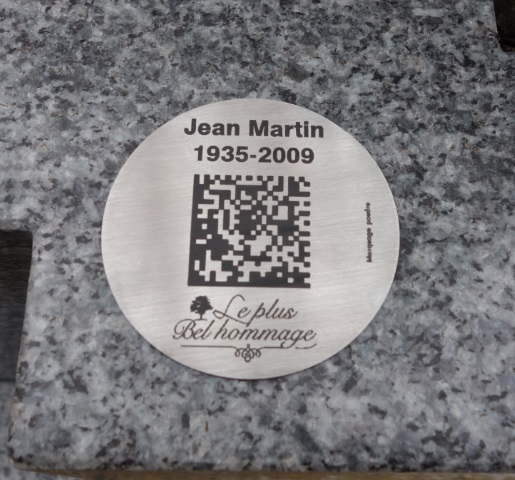 Jean Martin
1935-2009
Le plus
Bel hommage